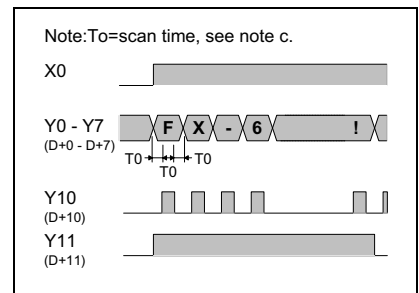 Note:To=scan time, see note c.
X0
Y0 - Y7
(D+0 - D+7)
F X - 6 !
T0 T0
T0
Y10
(D+10)
Y11
(D+11)